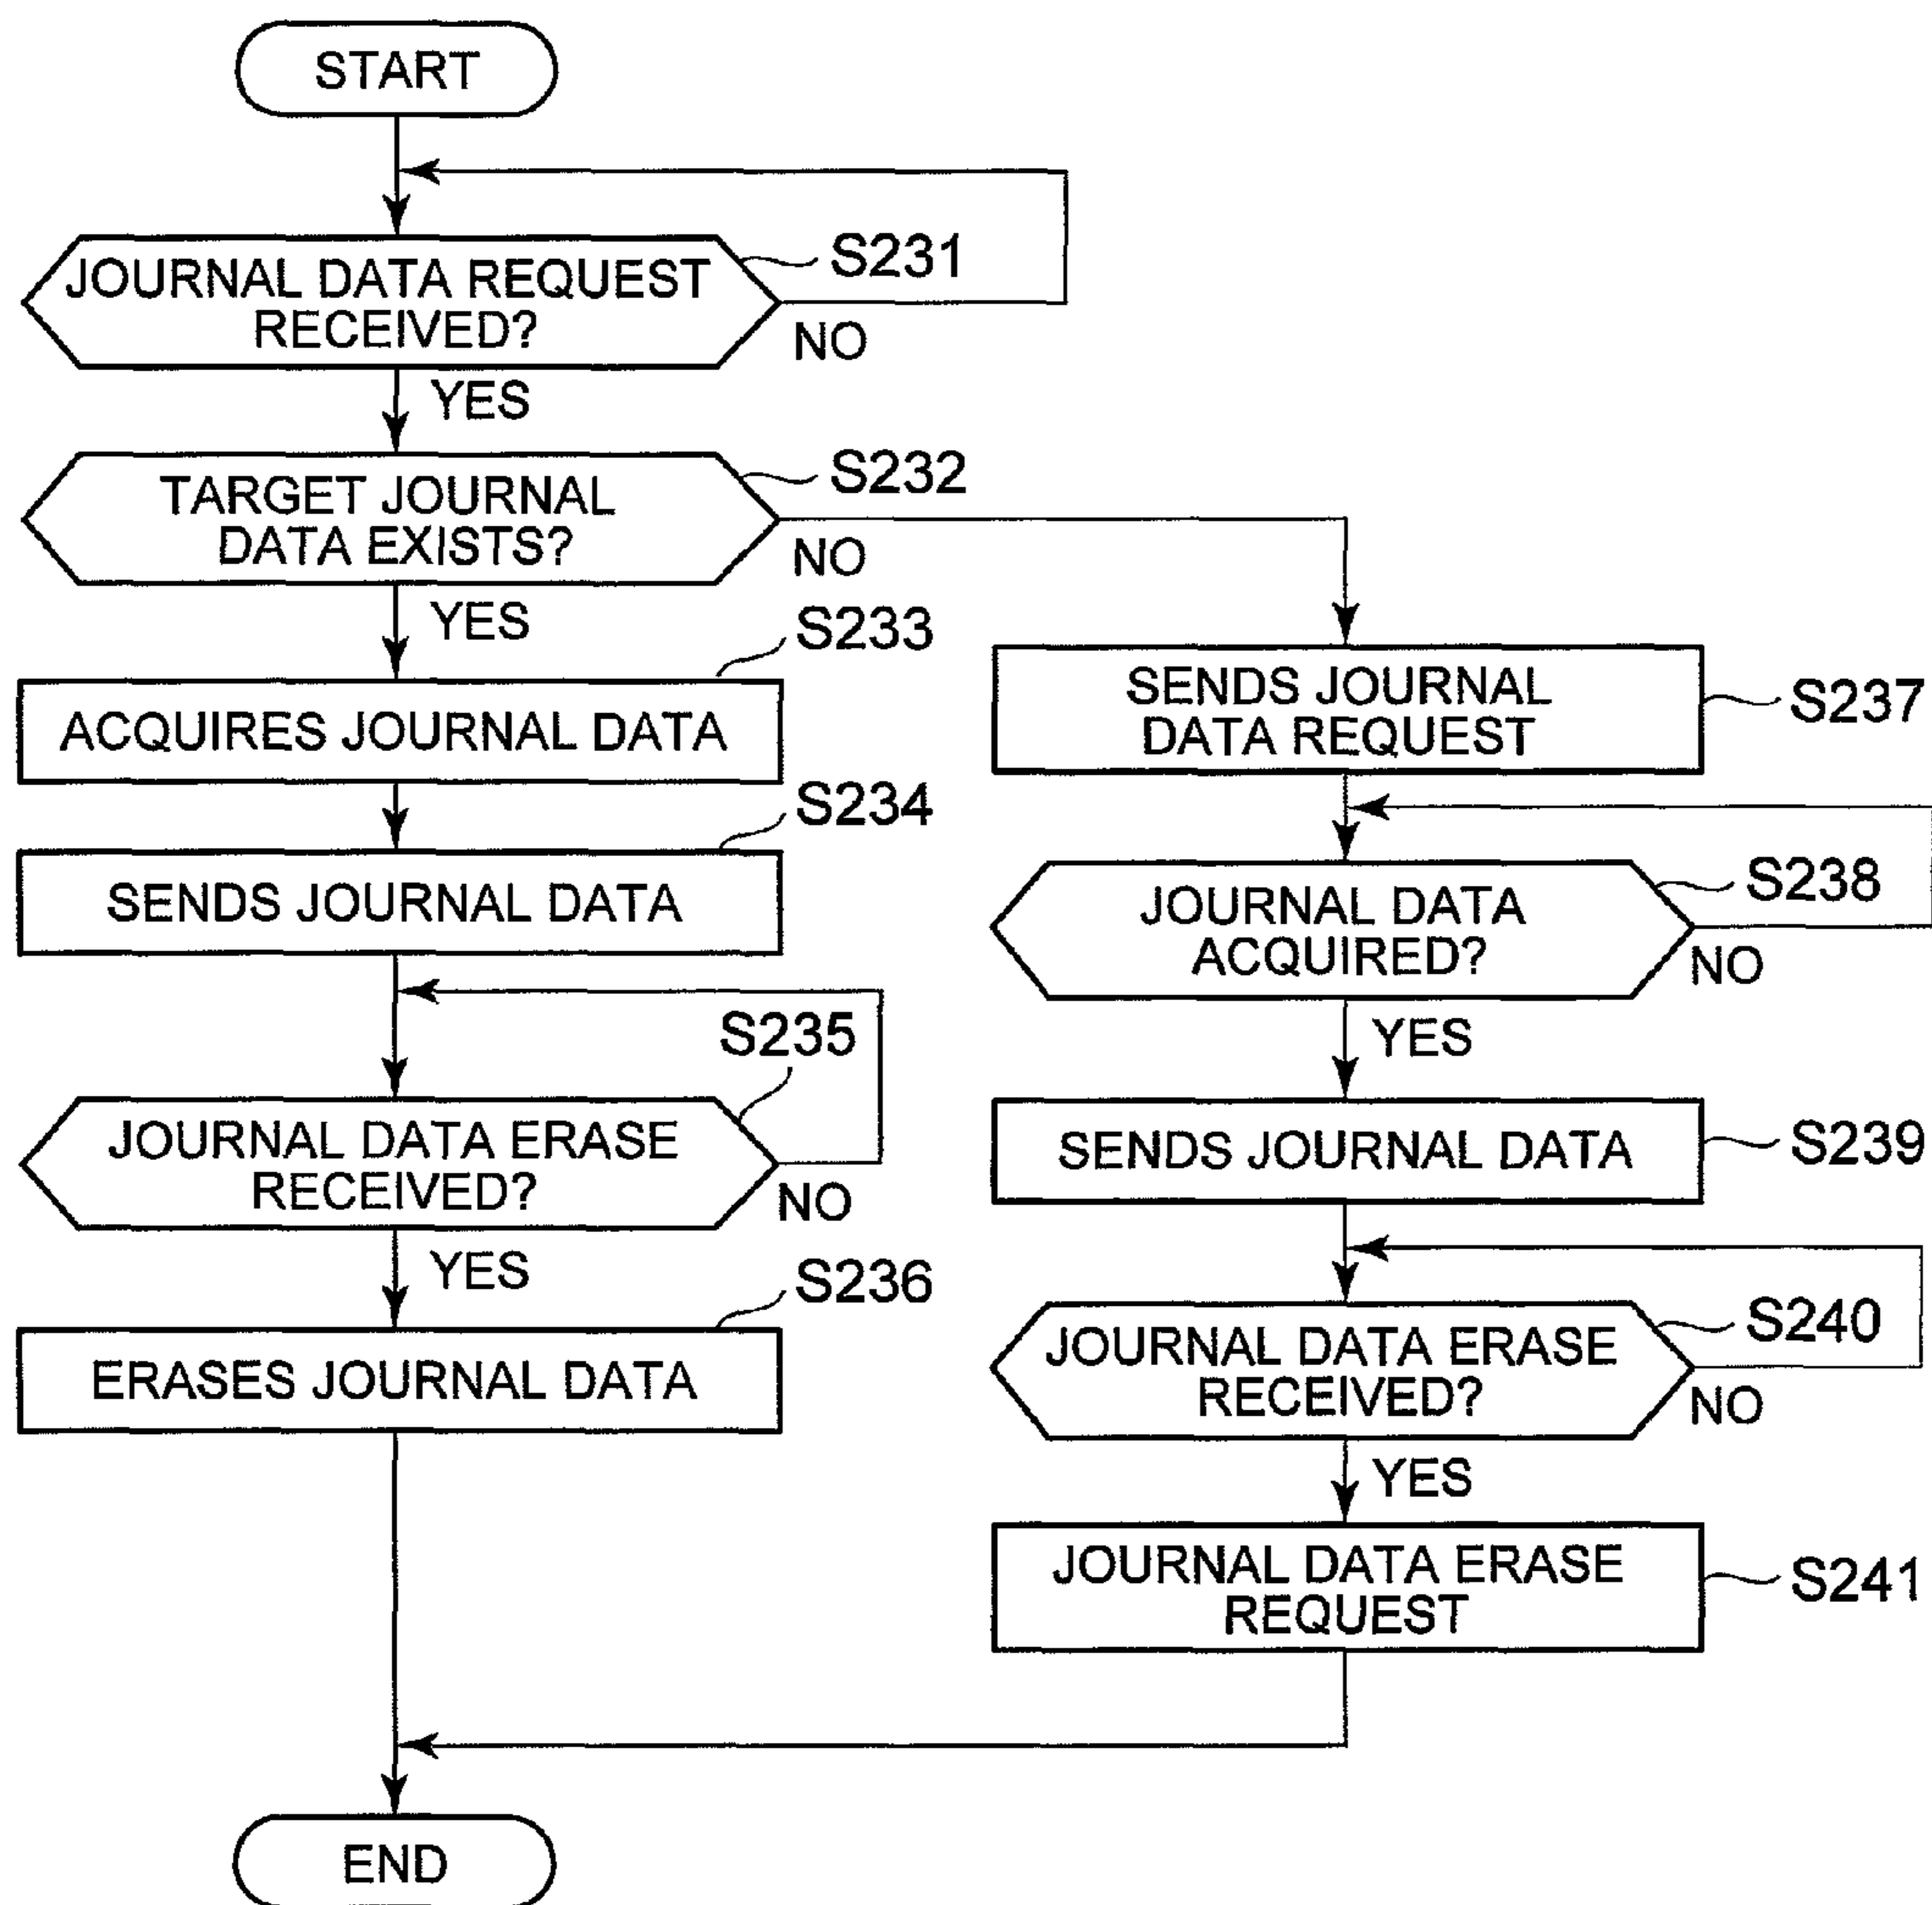 START
S231
JOURNAL DATA REQUEST
RECEIVED?
NO
YES
S232
TARGET JOURNAL
DATA EXISTS?
NO
YES
S233
ACQUIRES JOURNAL DATA
S234
SENDS JOURNAL DATA
S235
JOURNAL DATA ERASE
RECEIVED?
NO
YES
S236
ERASES JOURNAL DATA
SENDS JOURNAL
DATA REQUEST
S237
S238
JOURNAL DATA
ACQUIRED?
NO
YES
SENDS JOURNAL DATA
S239
S240
JOURNAL DATA ERASE
RECEIVED?
NO
YES
JOURNAL DATA ERASE
REQUEST
S241
END